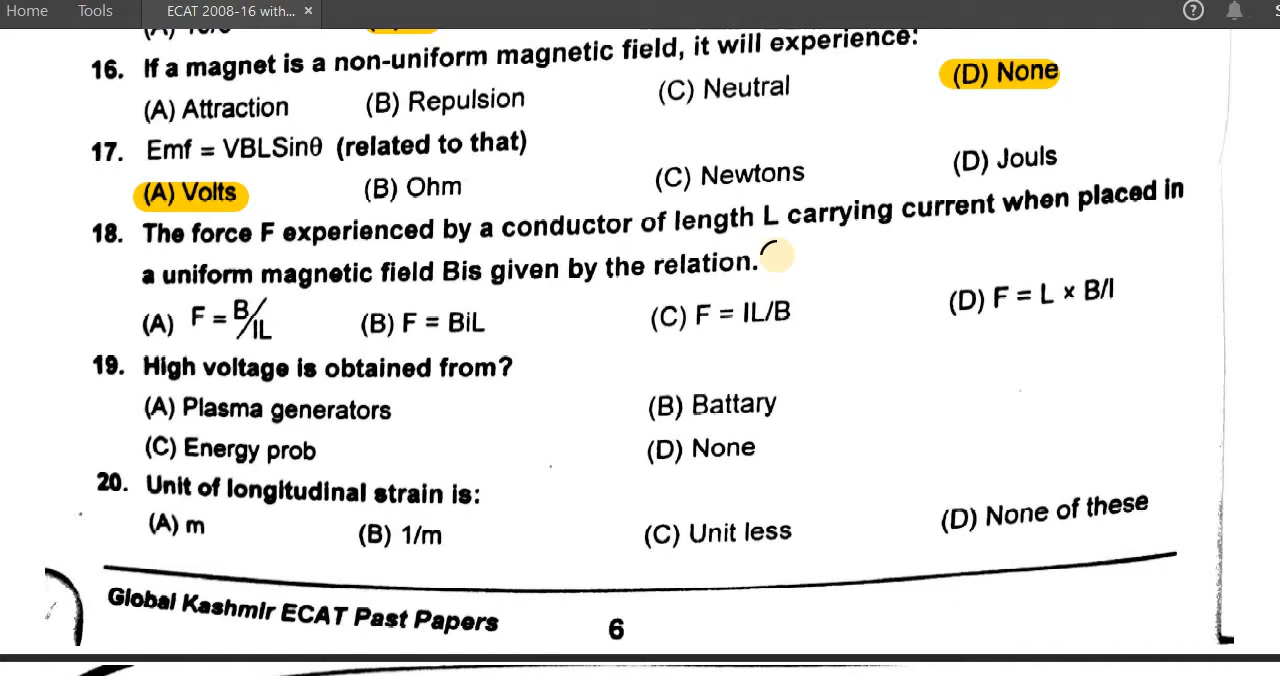 Home Tools ECAT 2008-16 with... ×
16. If a magnet is a non-uniform magnetic field, it will experience:
(A) Attraction (B) Repulsion (C) Neutral (D) None
17. Emf = VBLSinθ (related to that)
(A) Volts (B) Ohm (C) Newtons (D) Jouls
18. The force F experienced by a conductor of length L carrying current when placed in
a uniform magnetic field Bis given by the relation.
(A) F = B/IL (B) F = BiL (C) F = IL/B (D) F = L × B/I
19. High voltage is obtained from?
(A) Plasma generators (B) Battary
(C) Energy prob (D) None
20. Unit of longitudinal strain is:
(A) m (B) 1/m (C) Unit less (D) None of these
Global Kashmir ECAT Past Papers 6